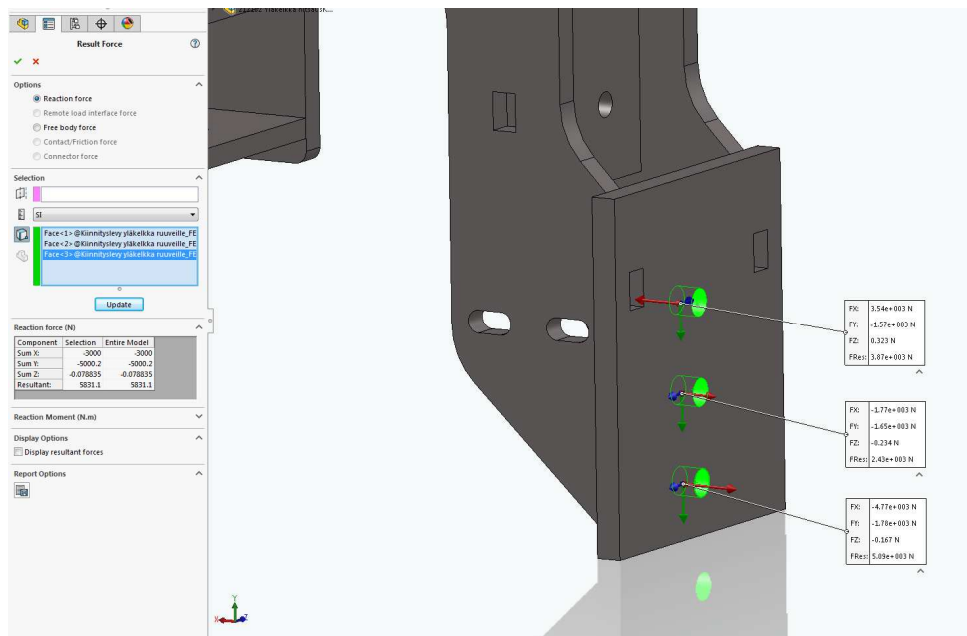 Result Force
Options
Reaction force
Remote load interface force
Free body force
Contact/Friction force
Connector force
Selection
SI
Face<1> @Kiinnityslevy yläkelkka ruuveille_FE
Face<2> @Kiinnityslevy yläkelkka ruuveille_FE
Face<3> @Kiinnityslevy yläkelkka ruuveille_FE
Update
Reaction force (N)
Component Selection Entire Model
Sum X: -3000 -3000
Sum Y: -5000.2 -5000.2
Sum Z: -0.078835 -0.078835
Resultant: 5831.1 5831.1
Reaction Moment (N.m)
Display Options
Display resultant forces
Report Options
FX: 3.54e+003 N
FY: -1.57e+003 N
FZ: 0.323 N
FRes: 3.87e+003 N
FX: -1.77e+003 N
FY: -1.65e+003 N
FZ: -0.234 N
FRes: 2.43e+003 N
FX: -4.77e+003 N
FY: -1.78e+003 N
FZ: -0.167 N
FRes: 5.09e+003 N
Y
X Z